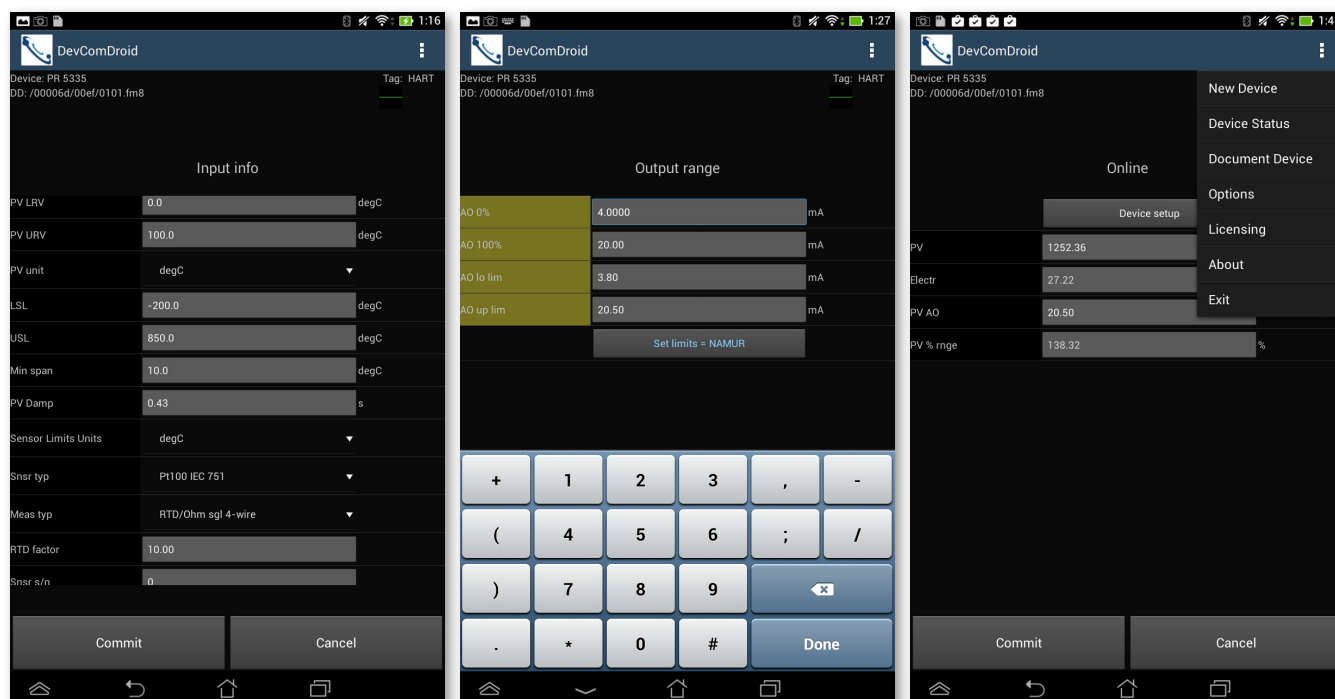 1:16
DevComDroid
Device: PR 5335
Tag: HART
DD: /00006d/00ef/0101.fm8
Input info
PV LRV 0.0 degC
PV URV 100.0 degC
PV unit degC
LSL -200.0 degC
USL 850.0 degC
Min span 10.0 degC
PV Damp 0.43 s
Sensor Limits Units degC
Snsr typ Pt100 IEC 751
Meas typ RTD/Ohm sgl 4-wire
RTD factor 10.00
Snsr s/n 0
Commit Cancel
1:27
DevComDroid
Device: PR 5335
Tag: HART
DD: /00006d/00ef/0101.fm8
Output range
AO 0% 4.0000 mA
AO 100% 20.00 mA
AO lo lim 3.80 mA
AO up lim 20.50 mA
Set limits = NAMUR
+ 1 2 3 , -
( 4 5 6 ; /
) 7 8 9
. * 0 # Done
1:4
DevComDroid
Device: PR 5335
DD: /00006d/00ef/0101.fm8
New Device
Device Status
Document Device
Options
Licensing
About
Exit
Online
Device setup
PV 1252.36
Electr 27.22
PV AO 20.50
PV % rnge 138.32 %
Commit Cancel